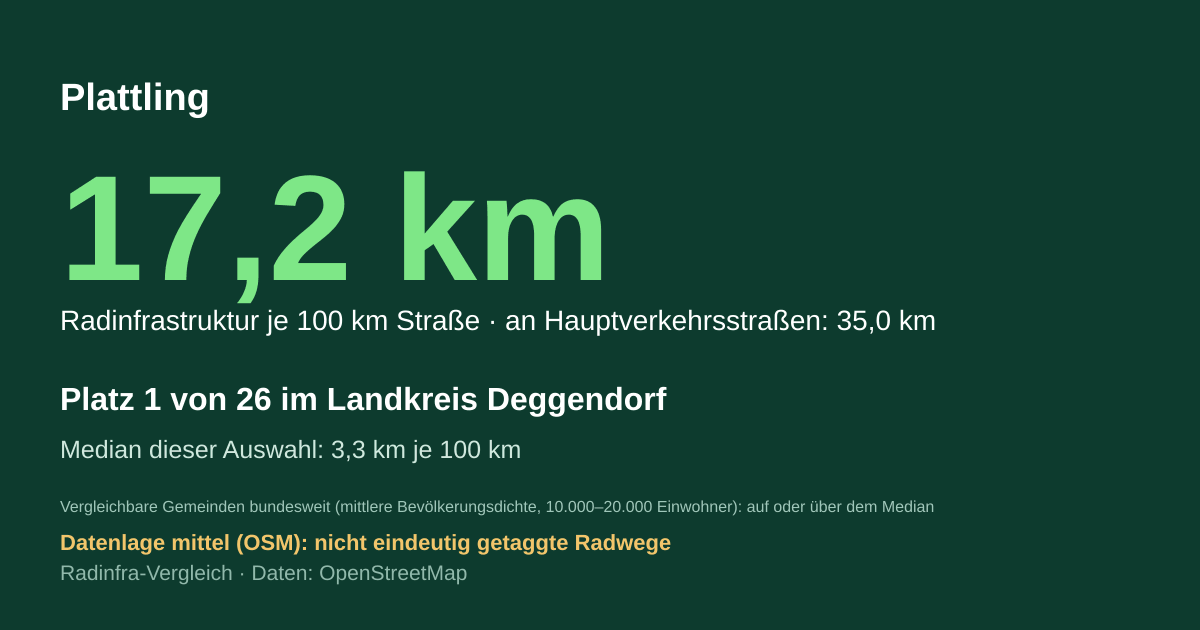 Plattling
17,2 km
Radinfrastruktur je 100 km Straße · an Hauptverkehrsstraßen: 35,0 km
Platz 1 von 26 im Landkreis Deggendorf
Median dieser Auswahl: 3,3 km je 100 km
Vergleichbare Gemeinden bundesweit (mittlere Bevölkerungsdichte, 10.000–20.000 Einwohner): auf oder über dem Median
Datenlage mittel (OSM): nicht eindeutig getaggte Radwege
Radinfra-Vergleich · Daten: OpenStreetMap